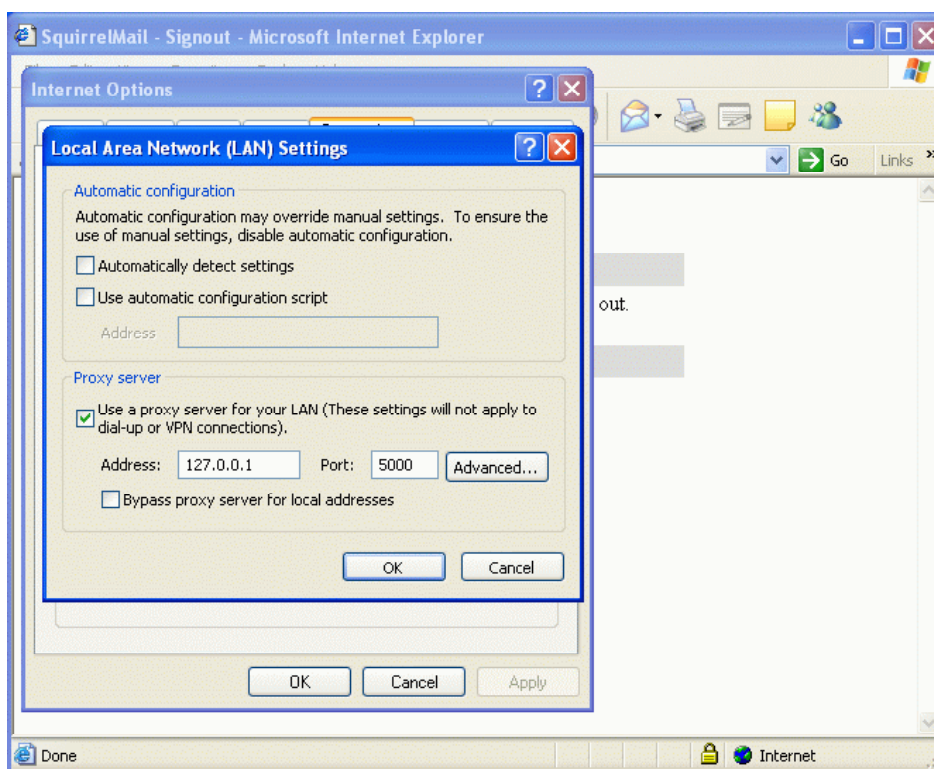 SquirrelMail - Signout - Microsoft Internet Explorer
Internet Options
Local Area Network (LAN) Settings
Go
Links
Automatic configuration
Automatic configuration may override manual settings. To ensure the
use of manual settings, disable automatic configuration.
Automatically detect settings
Use automatic configuration script
out.
Address
Proxy server
Use a proxy server for your LAN (These settings will not apply to
dial-up or VPN connections).
Address: 127.0.0.1 Port: 5000 Advanced...
Bypass proxy server for local addresses
OK Cancel
OK Cancel Apply
Done Internet